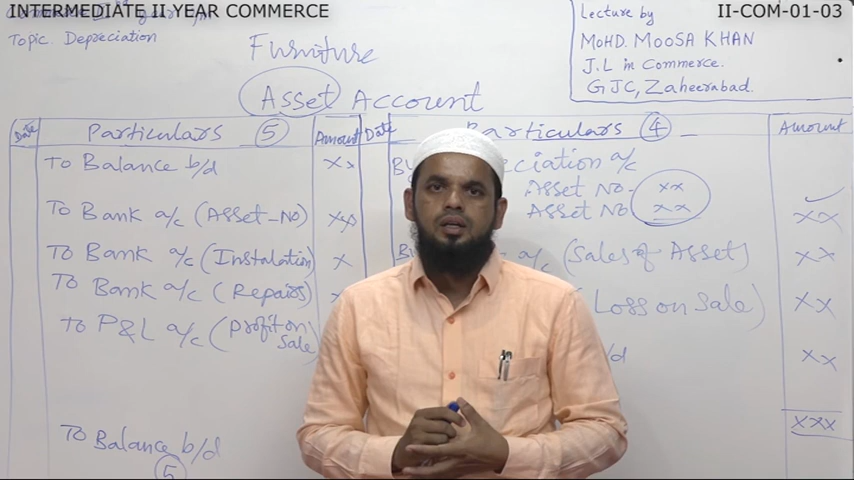 INTERMEDIATE II YEAR COMMERCE
II-COM-01-03
Topic. Depreciation
Lecture by
MOHD. MOOSA KHAN
J.L in Commerce.
GJC, Zaheerabad.
Furniture
Asset Account
Date Particulars 5 Amount Date Particulars 4 Amount
To Balance b/d xx
To Bank a/c (Asset-No) xx
To Bank a/c (Instalation) x
To Bank a/c (Repairs)
To P&L a/c (Profit on Sale
To Balance b/d
5
By a/c
Asset No- xx
Asset No xx xx
a/c (Sales of Asset) xx
Loss on Sale) xx
xx
xxx